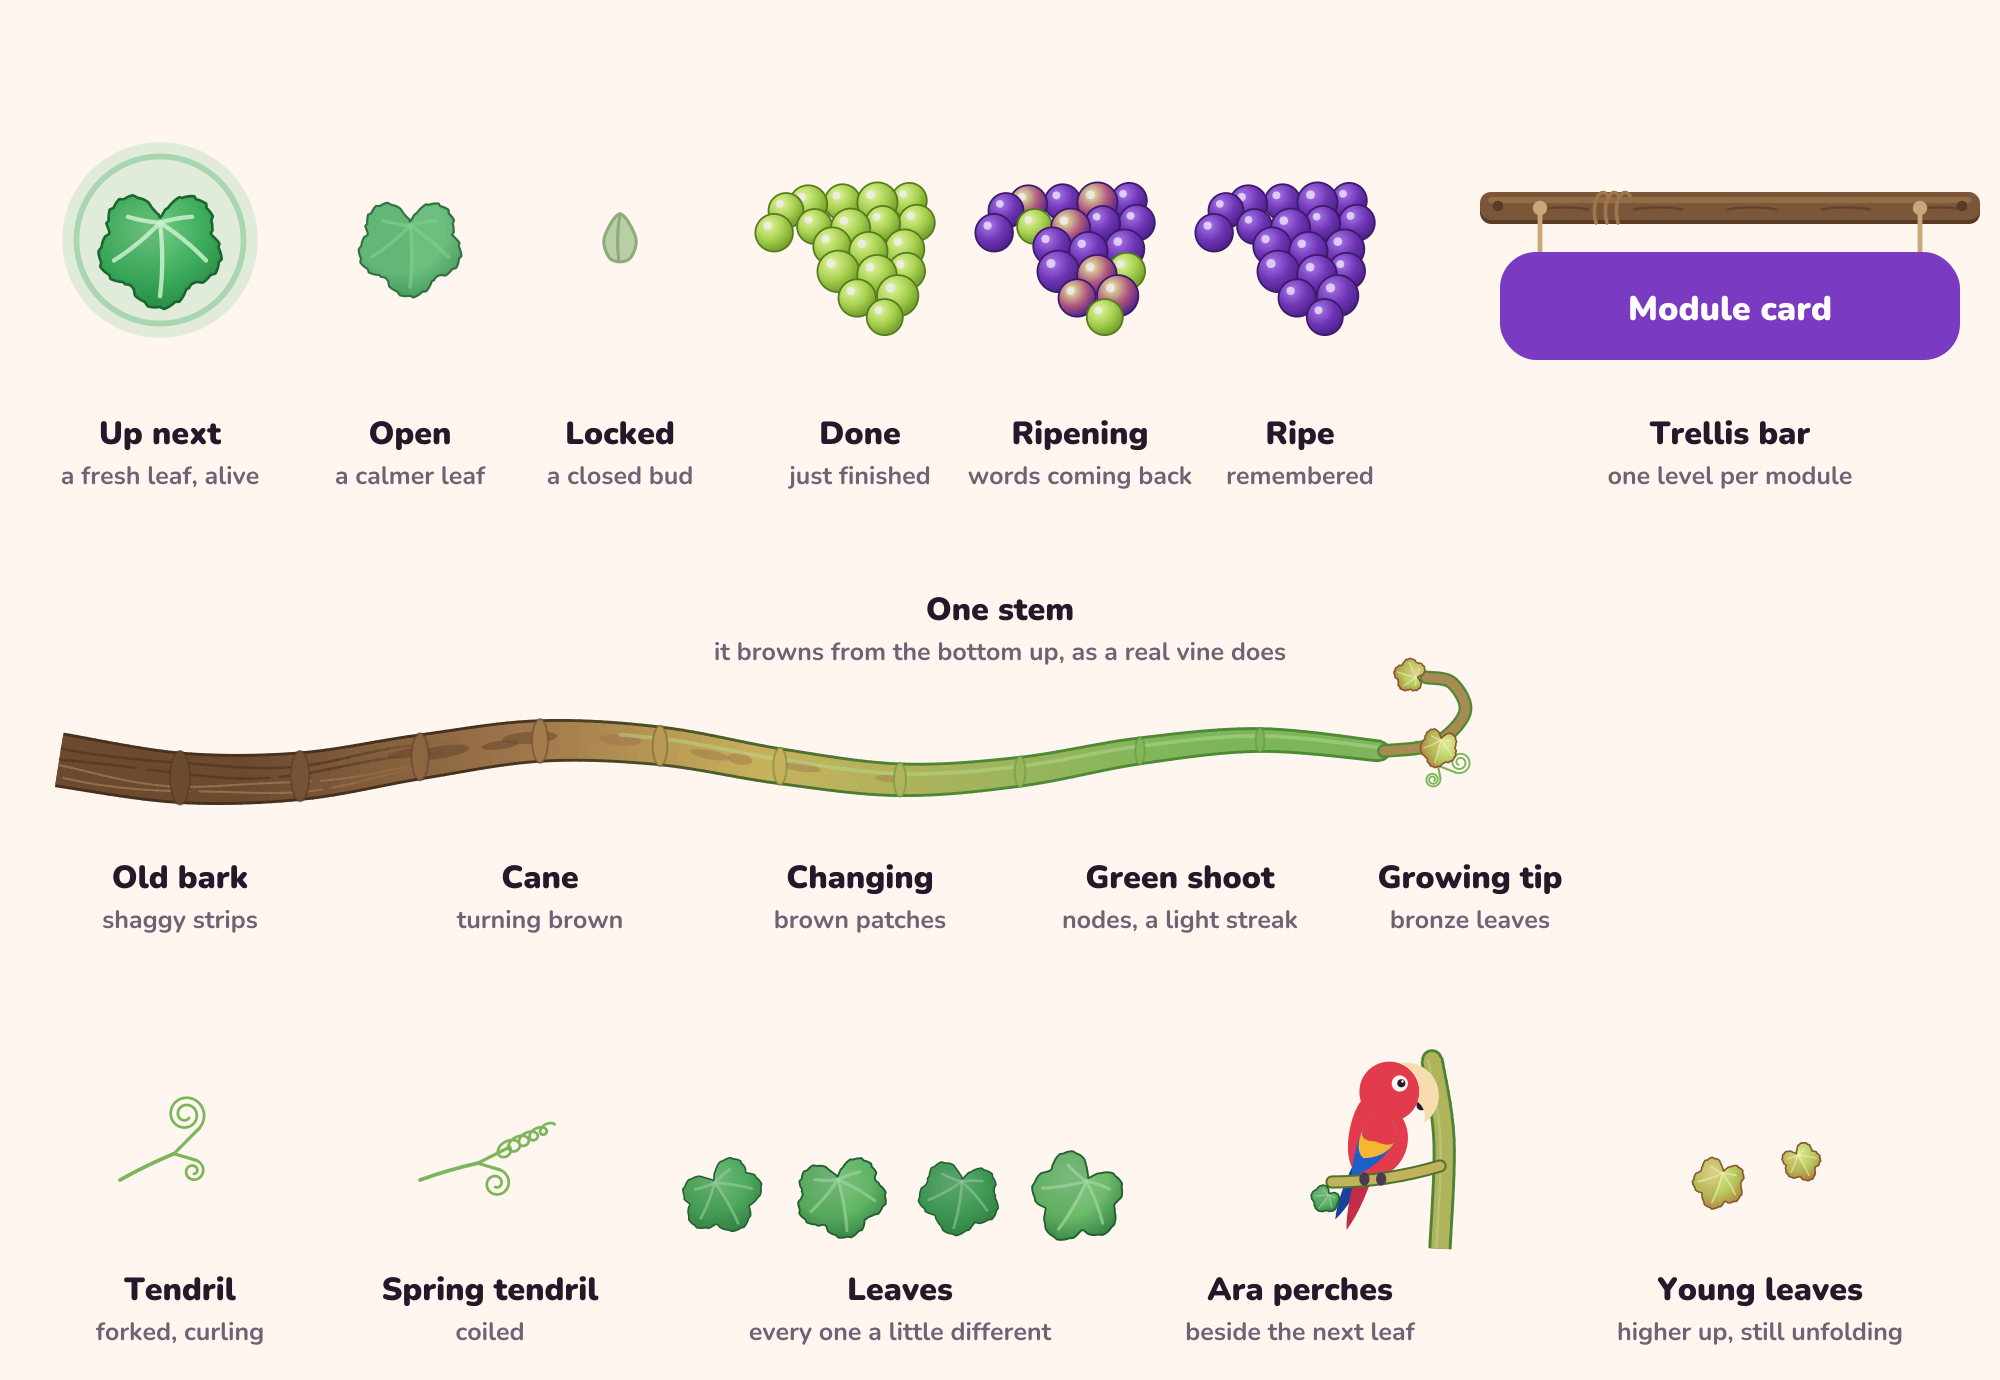 Module card
Up next
a fresh leaf, alive
Open
a calmer leaf
Locked
a closed bud
Done
just finished
Ripening
words coming back
Ripe
remembered
Trellis bar
one level per module
One stem
it browns from the bottom up, as a real vine does
Old bark
shaggy strips
Cane
turning brown
Changing
brown patches
Green shoot
nodes, a light streak
Growing tip
bronze leaves
Tendril
forked, curling
Spring tendril
coiled
Leaves
every one a little different
Ara perches
beside the next leaf
Young leaves
higher up, still unfolding